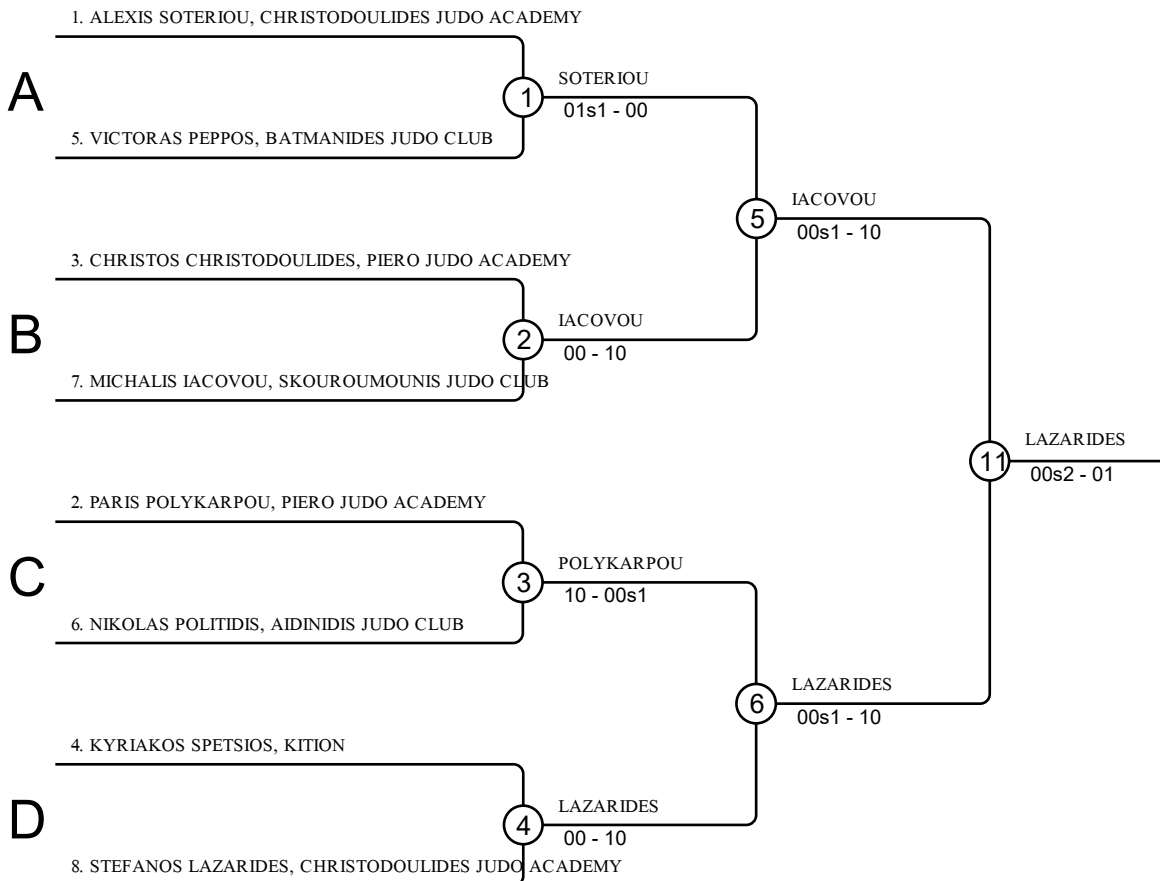 1. ALEXIS SOTERIOU, CHRISTODOULIDES JUDO ACADEMY
A
1
SOTERIOU
01s1 - 00
5. VICTORAS PEPPOS, BATMANIDES JUDO CLUB
5
IACOVOU
00s1 - 10
3. CHRISTOS CHRISTODOULIDES, PIERO JUDO ACADEMY
B
2
IACOVOU
00 - 10
7. MICHALIS IACOVOU, SKOUROUMOUNIS JUDO CLUB
11
LAZARIDES
00s2 - 01
2. PARIS POLYKARPOU, PIERO JUDO ACADEMY
C
3
POLYKARPOU
10 - 00s1
6. NIKOLAS POLITIDIS, AIDINIDIS JUDO CLUB
6
LAZARIDES
00s1 - 10
4. KYRIAKOS SPETSIOS, KITION
D
4
LAZARIDES
00 - 10
8. STEFANOS LAZARIDES, CHRISTODOULIDES JUDO ACADEMY